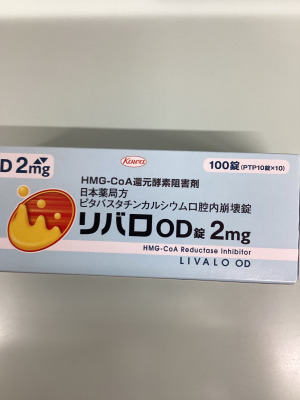 D 2mg
Kowa
100錠(PTP10錠×10)
HMG-CoA還元酵素阻害剤
日本薬局方
ピタバスタチンカルシウム口腔内崩壊錠
リバロOD錠 2mg
HMG-CoA Reductase Inhibitor
LIVALO OD